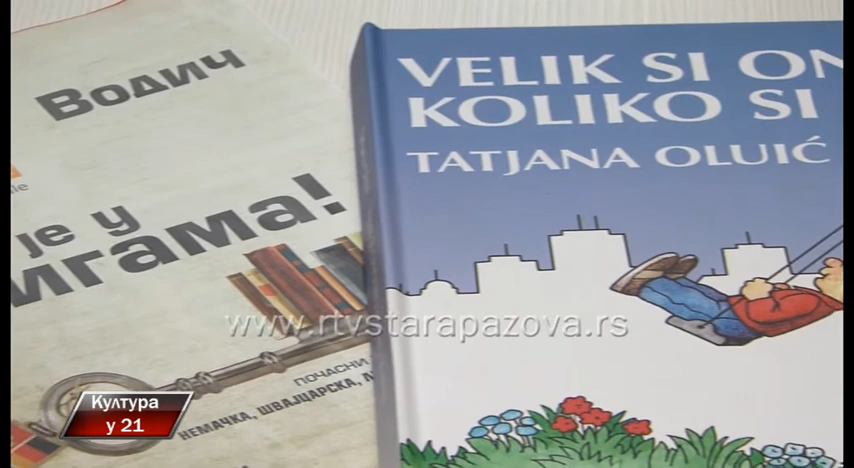 Водич
је у
игама!
ПОЧАСНИ
НЕМАЧКА, ШВАЈЦАРСКА,
VELIK SI ON
KOLIKO SI
TATJANA OLUIĆ
www.rtvstarapazova.rs
Култура
у 21